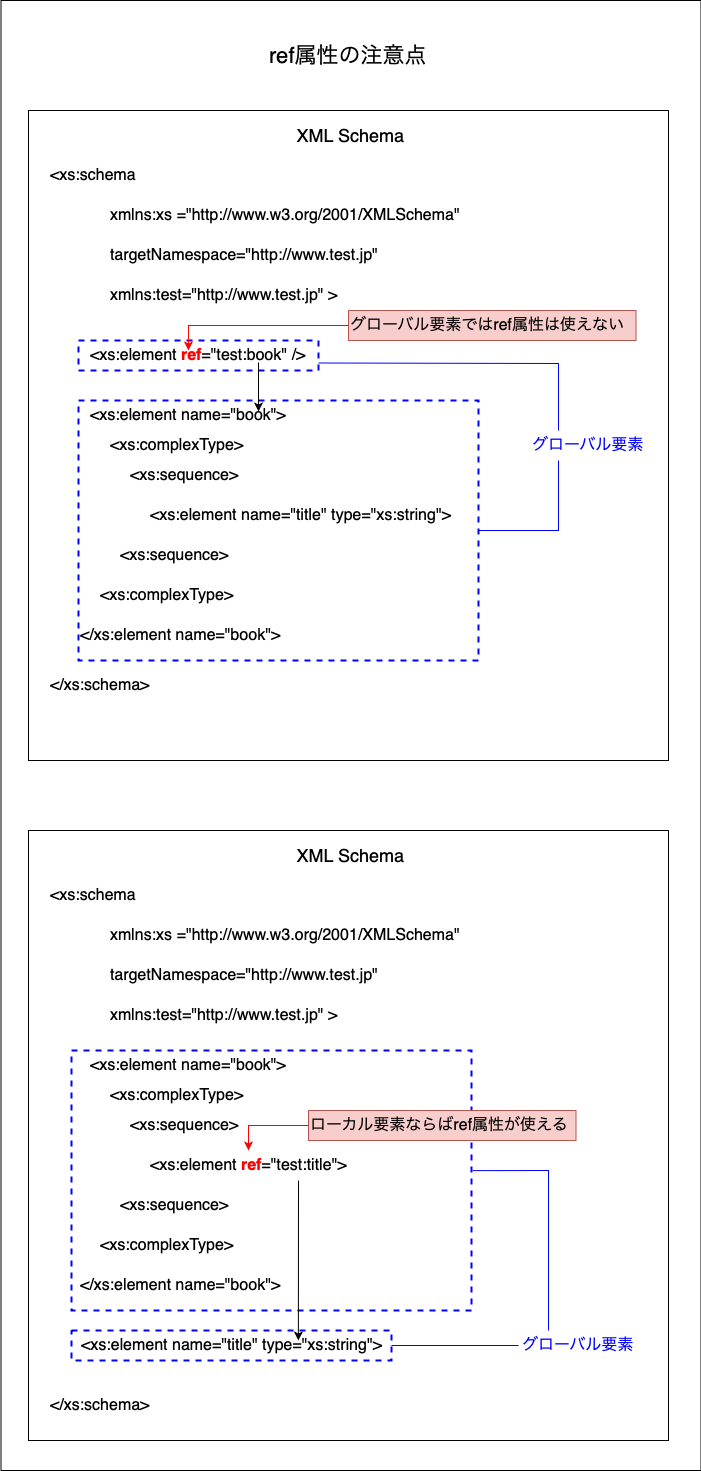 ref属性の注意点
XML Schema
<xs:schema
xmlns:xs ="http://www.w3.org/2001/XMLSchema"
targetNamespace="http://www.test.jp"
xmlns:test="http://www.test.jp" >
グローバル要素ではref属性は使えない
<xs:element ref="test:book" />
<xs:element name="book">
<xs:complexType>
グローバル要素
<xs:sequence>
<xs:element name="title" type="xs:string">
<xs:sequence>
<xs:complexType>
</xs:element name="book">
</xs:schema>
XML Schema
<xs:schema
xmlns:xs ="http://www.w3.org/2001/XMLSchema"
targetNamespace="http://www.test.jp"
xmlns:test="http://www.test.jp" >
<xs:element name="book">
<xs:complexType>
<xs:sequence>
ローカル要素ならばref属性が使える
<xs:element ref="test:title">
<xs:sequence>
<xs:complexType>
</xs:element name="book">
<xs:element name="title" type="xs:string">
グローバル要素
</xs:schema>